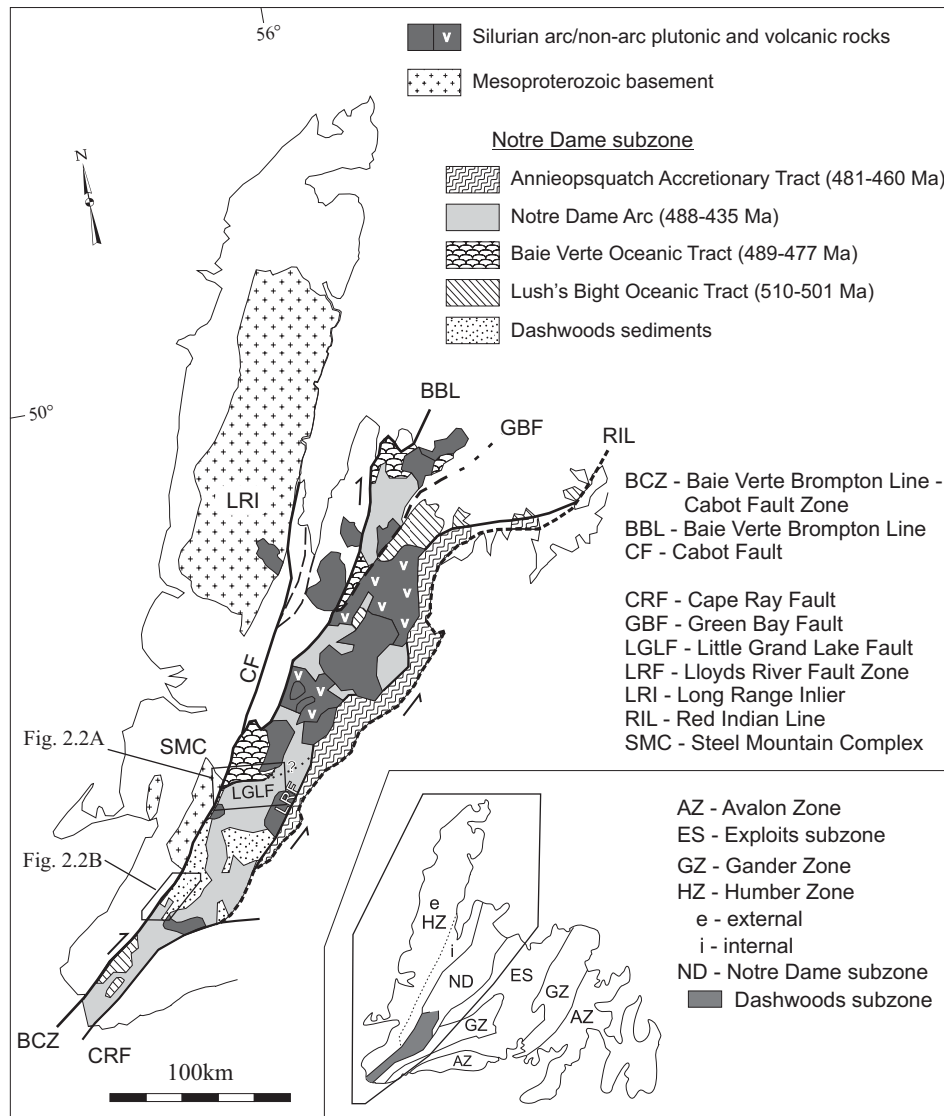 56°
Silurian arc/non-arc plutonic and volcanic rocks
v
Mesoproterozoic basement
Notre Dame subzone
N
Annieopsquatch Accretionary Tract (481-460 Ma)
Notre Dame Arc (488-435 Ma)
Baie Verte Oceanic Tract (489-477 Ma)
Lush's Bight Oceanic Tract (510-501 Ma)
Dashwoods sediments
50°
BBL
GBF
RIL
LRI
BCZ - Baie Verte Brompton Line -
Cabot Fault Zone
BBL - Baie Verte Brompton Line
CF - Cabot Fault
CRF - Cape Ray Fault
GBF - Green Bay Fault
LGLF - Little Grand Lake Fault
LRF - Lloyds River Fault Zone
LRI - Long Range Inlier
RIL - Red Indian Line
SMC - Steel Mountain Complex
v
v
v
v
v
v
CF
v
v
v
Fig. 2.2A
SMC
?
LGLF
LRF
Fig. 2.2B
BCZ
CRF
100km
AZ - Avalon Zone
ES - Exploits subzone
GZ - Gander Zone
HZ - Humber Zone
e - external
i - internal
ND - Notre Dame subzone
Dashwoods subzone
e
HZ
i
ND
ES
GZ
GZ
AZ
AZ